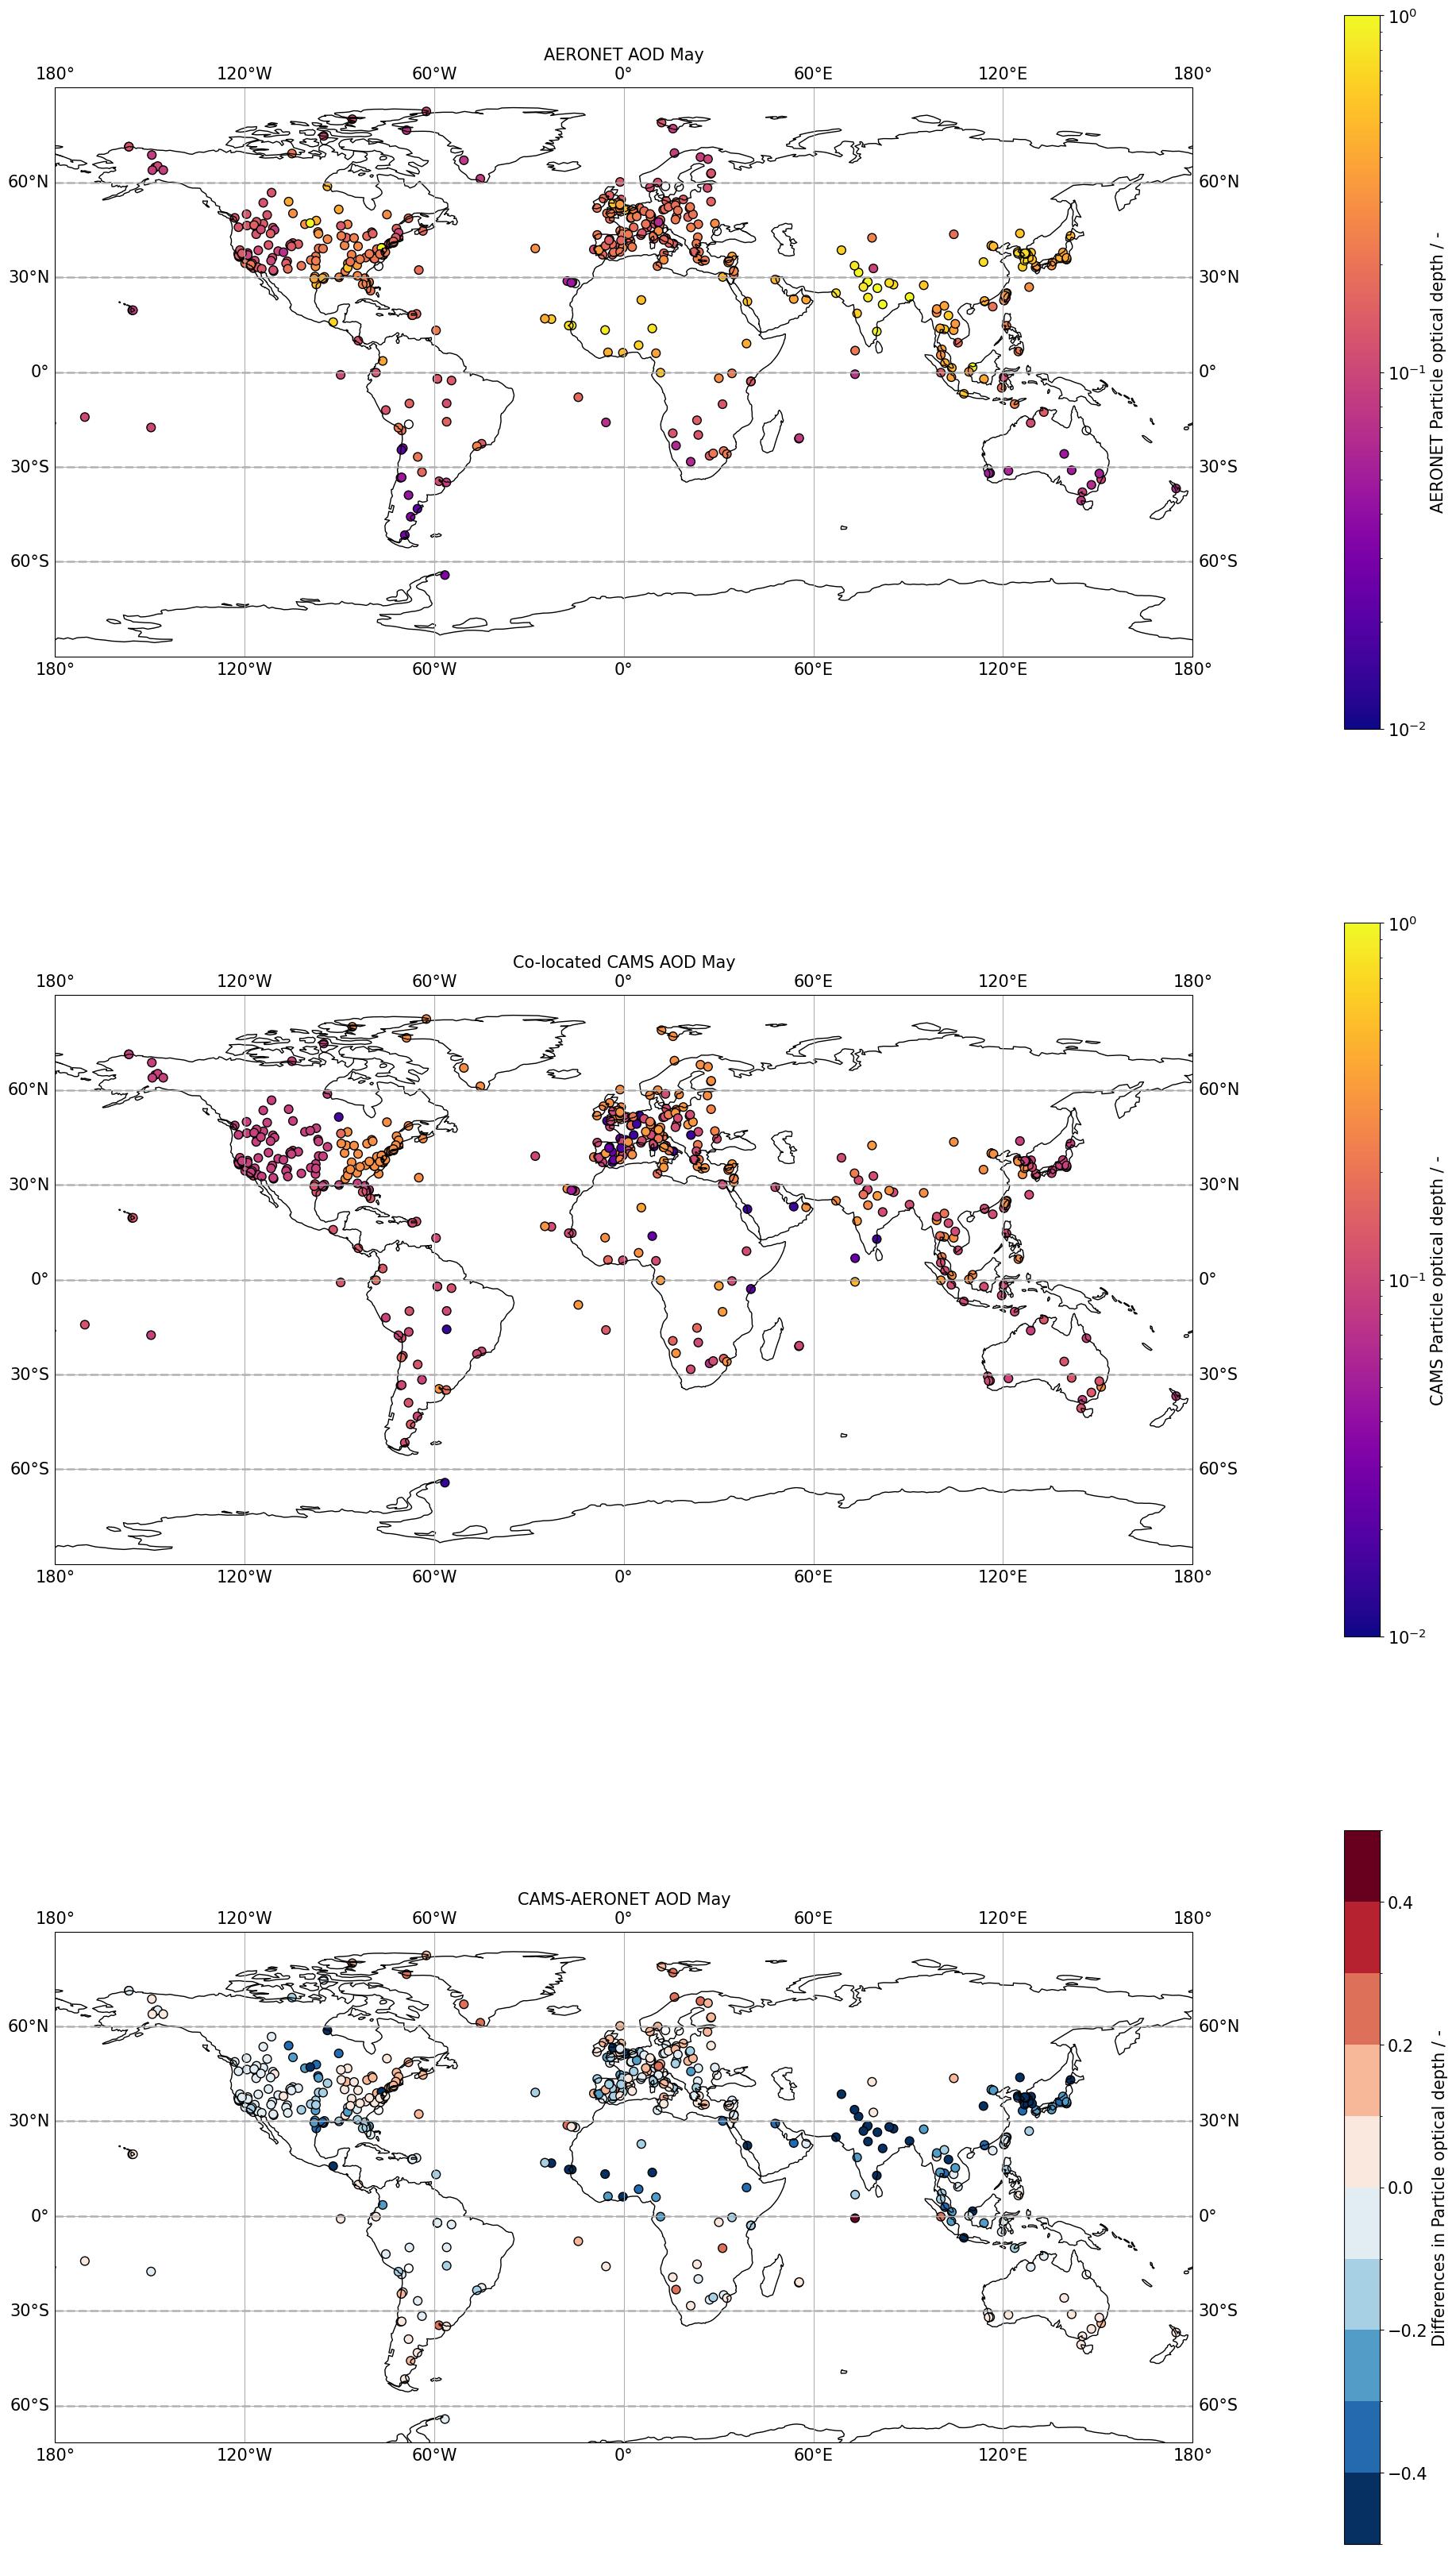 AERONET AOD May
180° 120°W 60°W 0° 60°E 120°E 180°
60°N 60°N
30°N 30°N
0° 0°
30°S 30°S
60°S 60°S
180° 120°W 60°W 0° 60°E 120°E 180°
10⁰
10⁻¹
10⁻²
AERONET Particle optical depth / -
Co-located CAMS AOD May
180° 120°W 60°W 0° 60°E 120°E 180°
60°N 60°N
30°N 30°N
0° 0°
30°S 30°S
60°S 60°S
180° 120°W 60°W 0° 60°E 120°E 180°
10⁰
10⁻¹
10⁻²
CAMS Particle optical depth / -
CAMS-AERONET AOD May
180° 120°W 60°W 0° 60°E 120°E 180°
60°N 60°N
30°N 30°N
0° 0°
30°S 30°S
60°S 60°S
180° 120°W 60°W 0° 60°E 120°E 180°
0.4
0.2
0.0
−0.2
−0.4
Differences in Particle optical depth / -